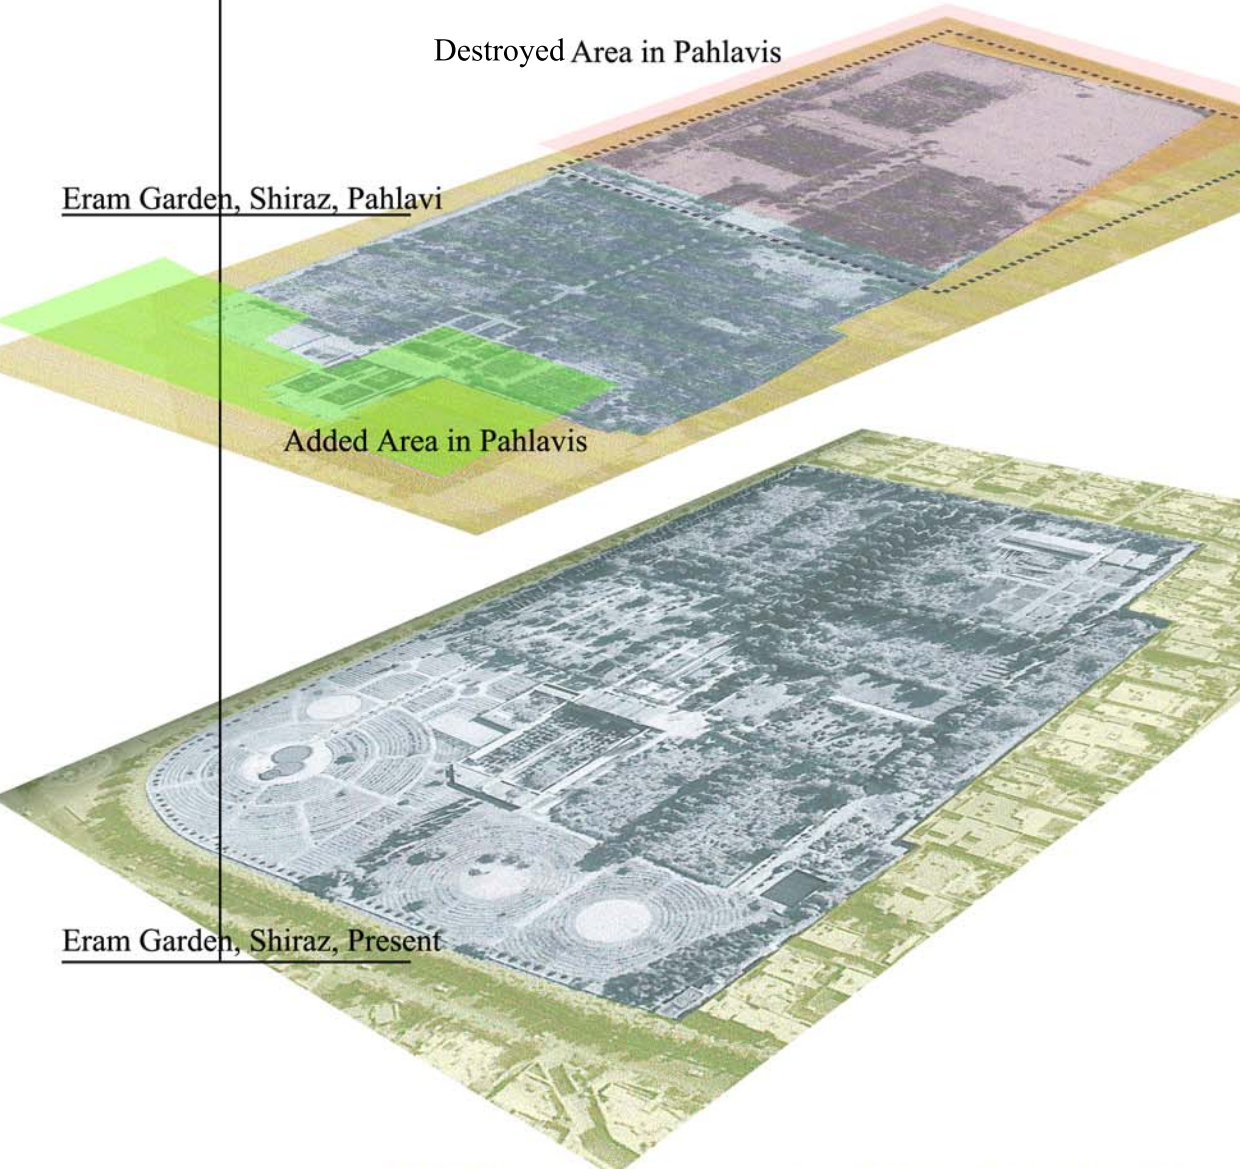 Destroyed Area in Pahlavis
Eram Garden, Shiraz, Pahlavi
Added Area in Pahlavis
Eram Garden, Shiraz, Present